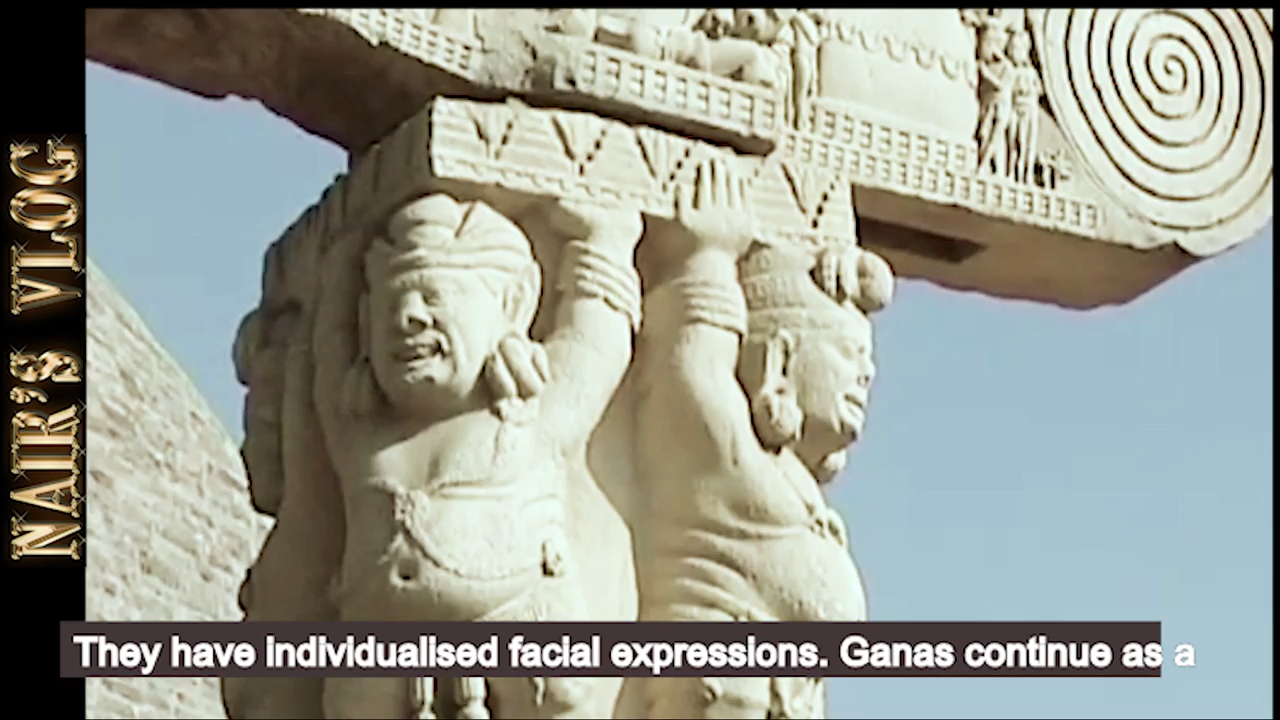 NAIR'S VLOG
They have individualised facial expressions. Ganas continue as a